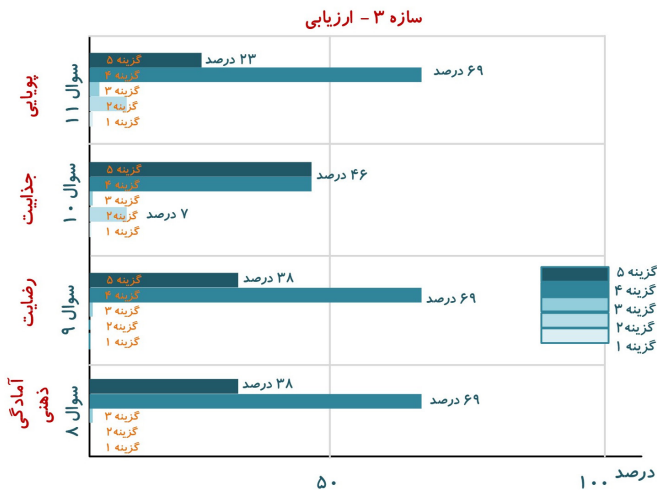 سازه ۳ - ارزیابی
پویایی
سوال ۱۱
گزینه ۵
۲۳ درصد
گزینه ۴
۶۹ درصد
گزینه ۳
گزینه۲
گزینه ۱
جذابیت
سوال ۱۰
گزینه ۵
گزینه ۴
۴۶ درصد
گزینه ۳
گزینه۲
۷ درصد
گزینه ۱
رضایت
سوال ۹
گزینه ۵
۳۸ درصد
گزینه ۴
۶۹ درصد
گزینه ۳
گزینه۲
گزینه ۱
آمادگی
ذهنی
سوال ۸
۳۸ درصد
۶۹ درصد
گزینه ۳
گزینه۲
گزینه ۱
گزینه ۵
گزینه ۴
گزینه ۳
گزینه۲
گزینه ۱
۵۰
۱۰۰
درصد